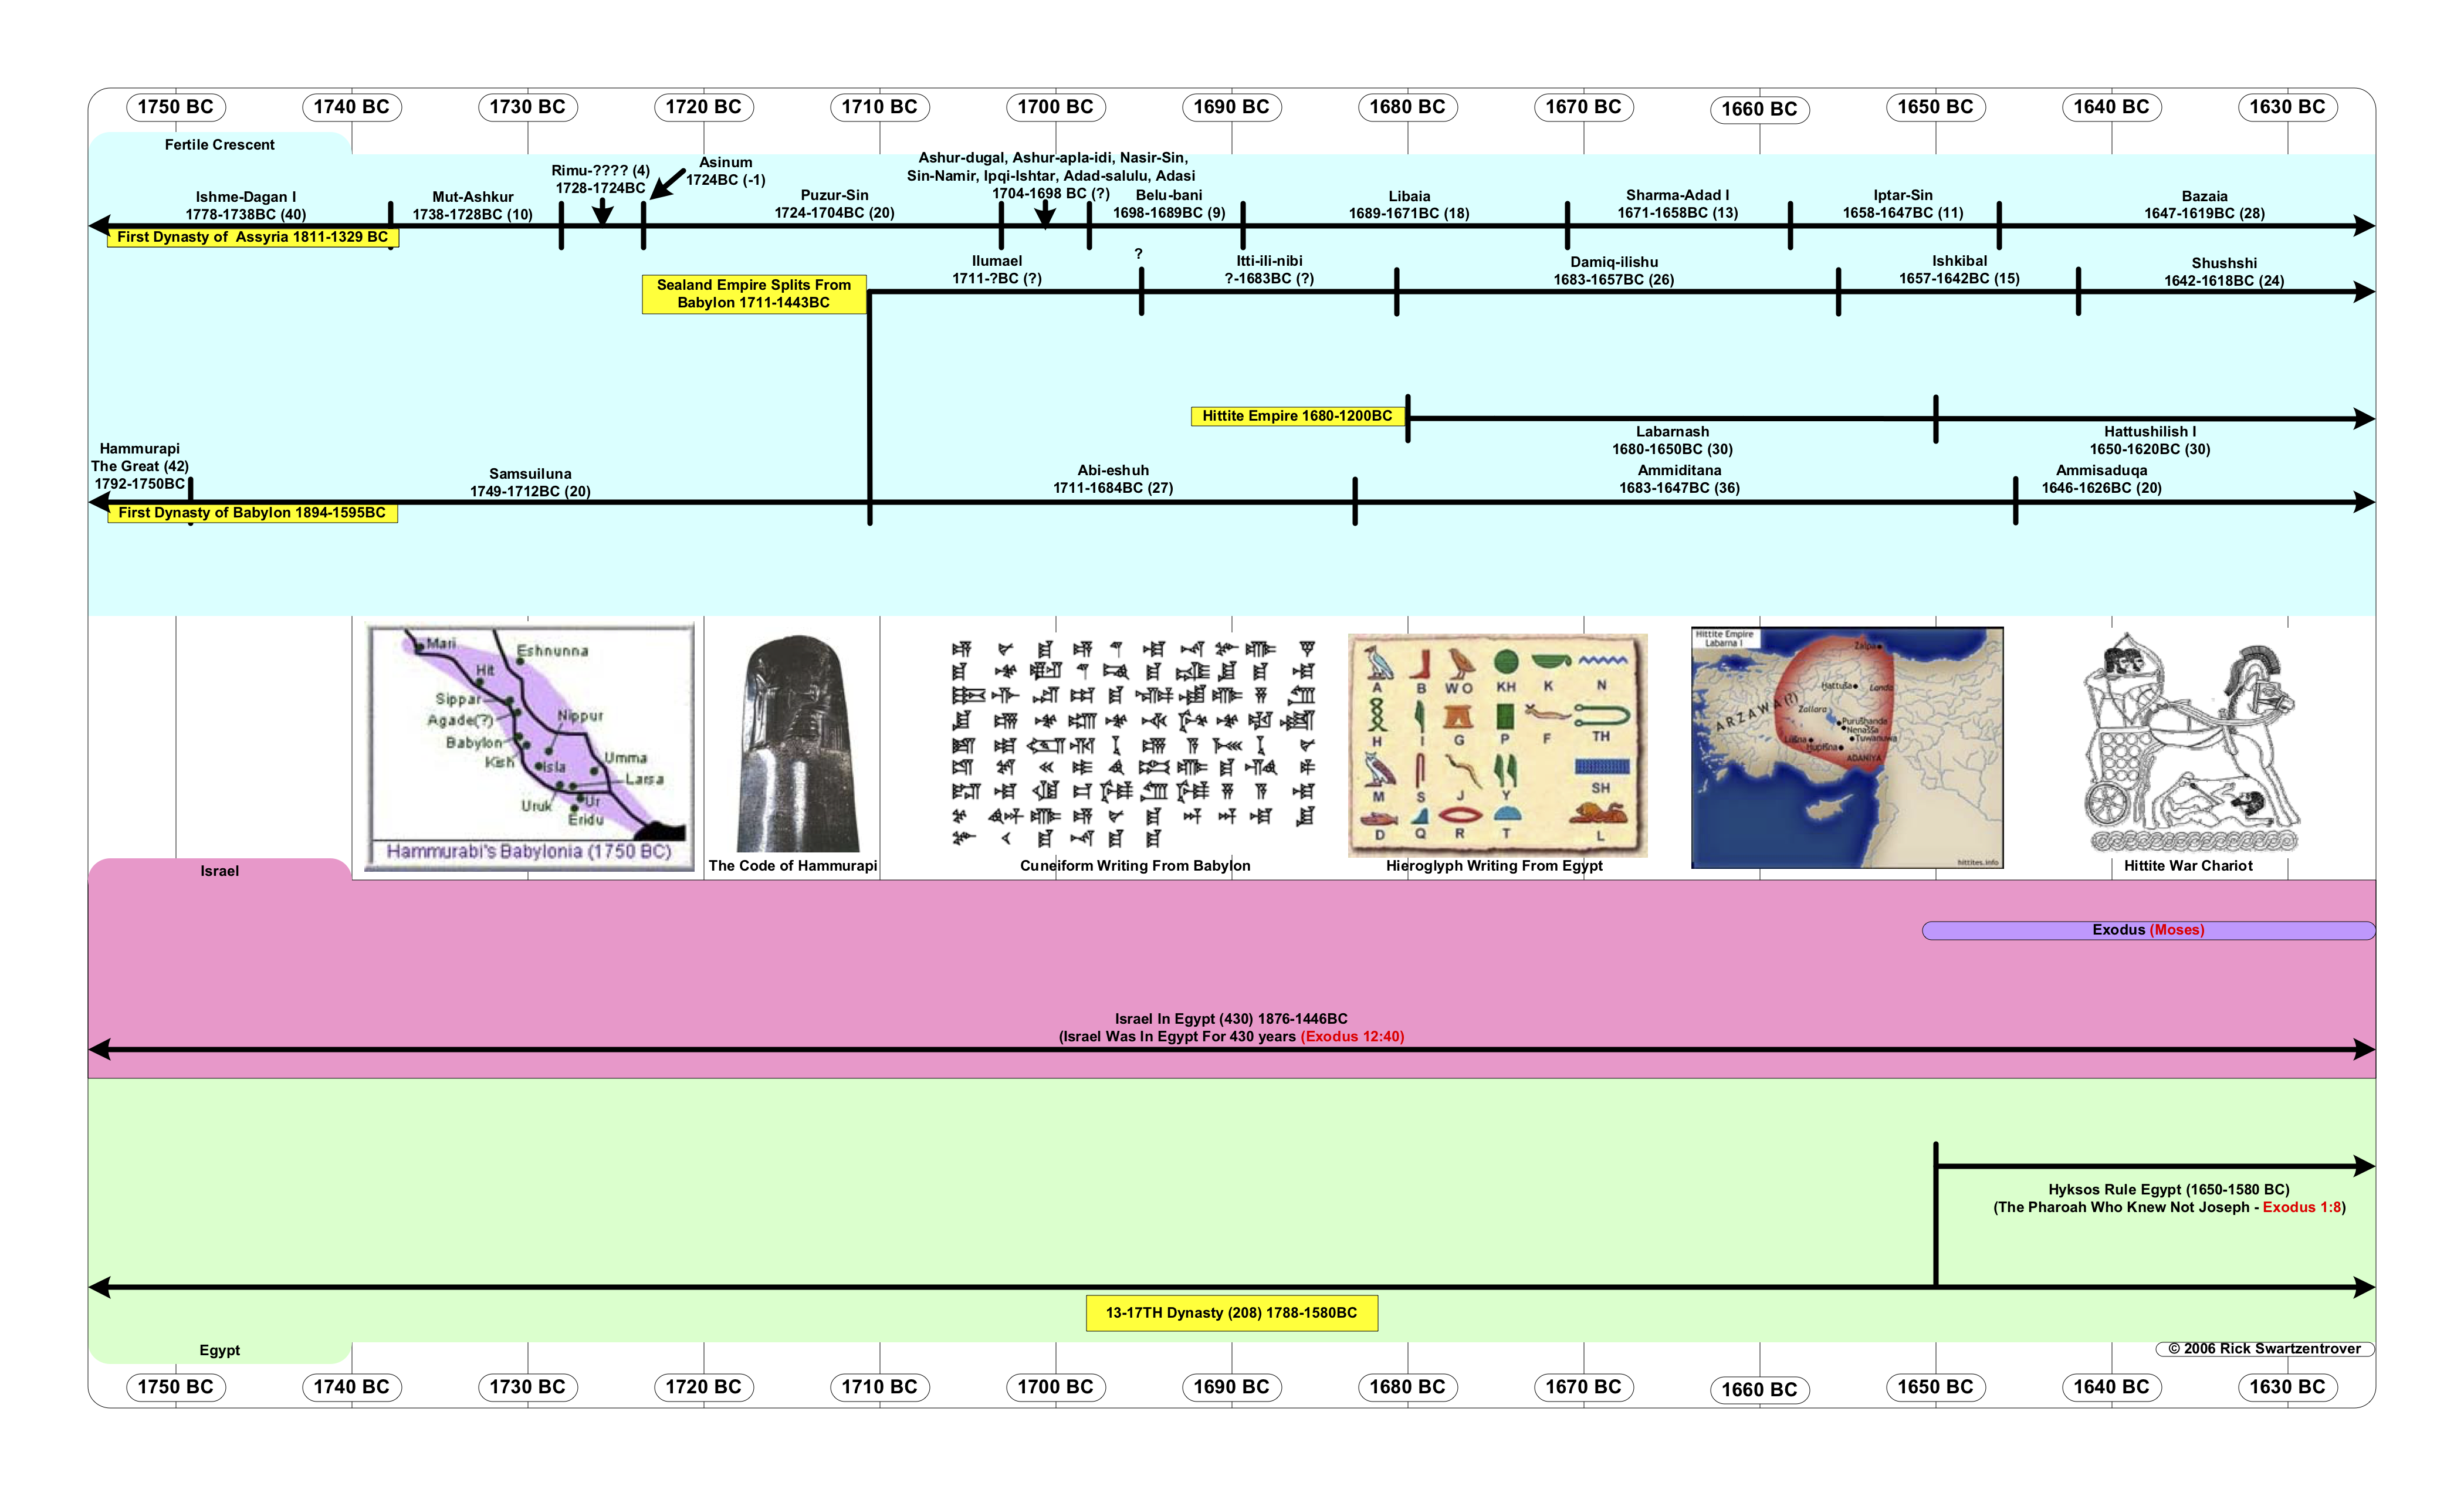 1750 BC 1740 BC 1730 BC 1720 BC 1710 BC 1700 BC 1690 BC 1680 BC 1670 BC 1660 BC 1650 BC 1640 BC 1630 BC
Fertile Crescent
Ishme-Dagan I
1778-1738BC (40)
Mut-Ashkur
1738-1728BC (10)
Rimu-???? (4)
1728-1724BC
Asinum
1724BC (-1)
Puzur-Sin
1724-1704BC (20)
Ashur-dugal, Ashur-apla-idi, Nasir-Sin,
Sin-Namir, Ipqi-Ishtar, Adad-salulu, Adasi
1704-1698 BC (?)
Belu-bani
1698-1689BC (9)
Libaia
1689-1671BC (18)
Sharma-Adad I
1671-1658BC (13)
Iptar-Sin
1658-1647BC (11)
Bazaia
1647-1619BC (28)
First Dynasty of Assyria 1811-1329 BC
Sealand Empire Splits From
Babylon 1711-1443BC
Ilumael
1711-?BC (?)
?
Itti-ili-nibi
?-1683BC (?)
Damiq-ilishu
1683-1657BC (26)
Ishkibal
1657-1642BC (15)
Shushshi
1642-1618BC (24)
Hittite Empire 1680-1200BC
Labarnash
1680-1650BC (30)
Hattushilish I
1650-1620BC (30)
Hammurapi
The Great (42)
1792-1750BC
Samsuiluna
1749-1712BC (20)
Abi-eshuh
1711-1684BC (27)
Ammiditana
1683-1647BC (36)
Ammisaduqa
1646-1626BC (20)
First Dynasty of Babylon 1894-1595BC
Mari
Eshnunna
Hit
Sippar
Agade(?)
Nippur
Babylon
Kish
Isla
Umma
Larsa
Uruk
Ur
Eridu
Hammurabi's Babylonia (1750 BC)
The Code of Hammurapi
Cuneiform Writing From Babylon
A B W O KH K N
H I G P F TH
M S J Y SH
D Q R T L
Hieroglyph Writing From Egypt
Hittite Empire
Labarna I
Zalpa
Hattuša
Landa
ARZAWA (?)
Zallara
Purušhanda
Nenašša
Tuwanuwa
Hupišna
ADANIYA
hittites.info
Hittite War Chariot
Israel
Exodus (Moses)
Israel In Egypt (430) 1876-1446BC
(Israel Was In Egypt For 430 years (Exodus 12:40)
Hyksos Rule Egypt (1650-1580 BC)
(The Pharoah Who Knew Not Joseph - Exodus 1:8)
13-17TH Dynasty (208) 1788-1580BC
Egypt
© 2006 Rick Swartzentrover
1750 BC 1740 BC 1730 BC 1720 BC 1710 BC 1700 BC 1690 BC 1680 BC 1670 BC 1660 BC 1650 BC 1640 BC 1630 BC